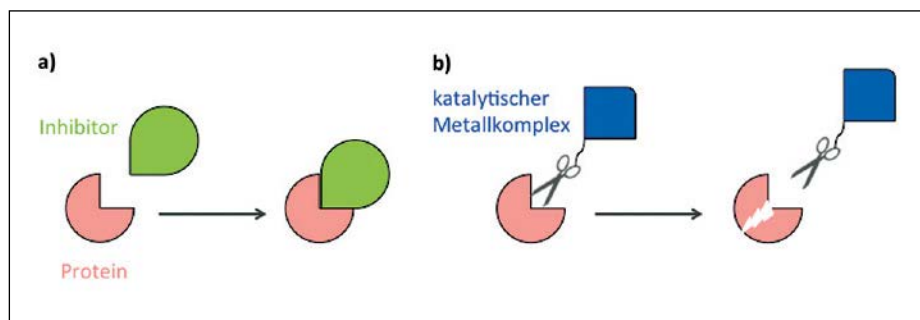 a)
Inhibitor
Protein
b)
katalytischer
Metallkomplex